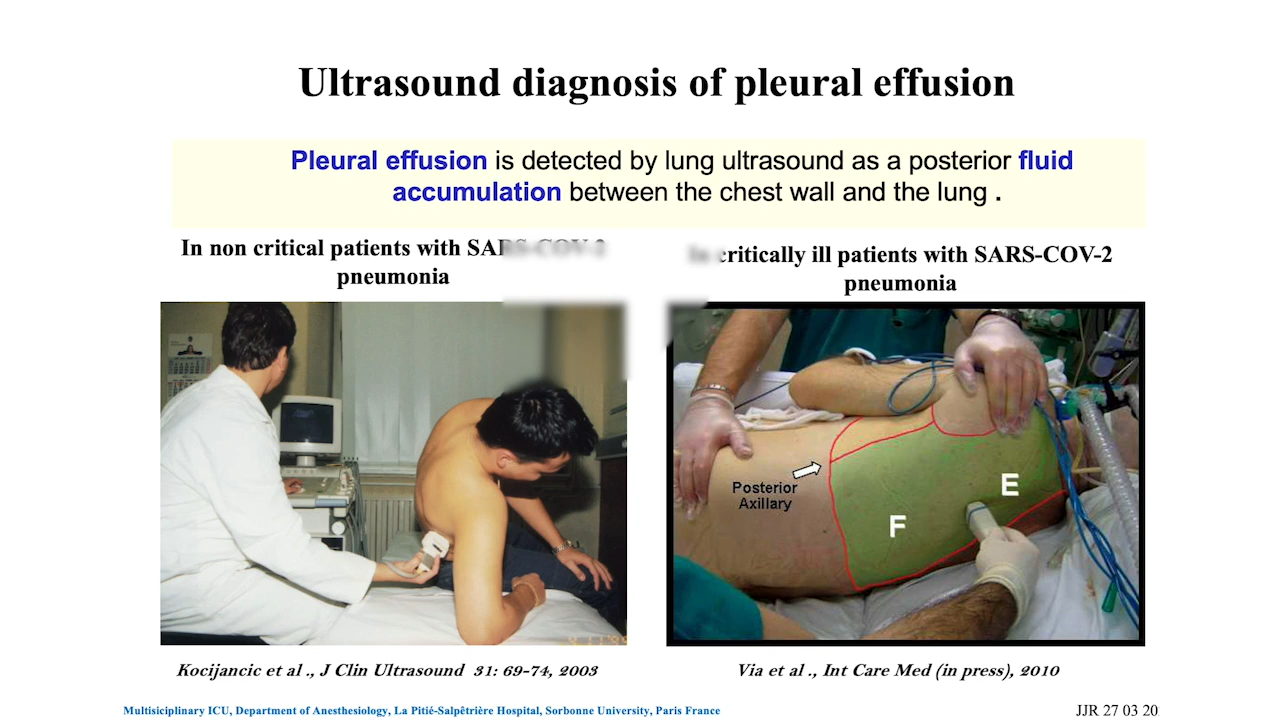 Ultrasound diagnosis of pleural effusion
Pleural effusion is detected by lung ultrasound as a posterior fluid
accumulation between the chest wall and the lung .
In non critical patients with SARS-COV-2
pneumonia
critically ill patients with SARS-COV-2
pneumonia
Posterior
Axillary
E
F
Kocijancic et al ., J Clin Ultrasound 31: 69-74, 2003
Via et al ., Int Care Med (in press), 2010
Multisiciplinary ICU, Department of Anesthesiology, La Pitié-Salpêtrière Hospital, Sorbonne University, Paris France
JJR 27 03 20